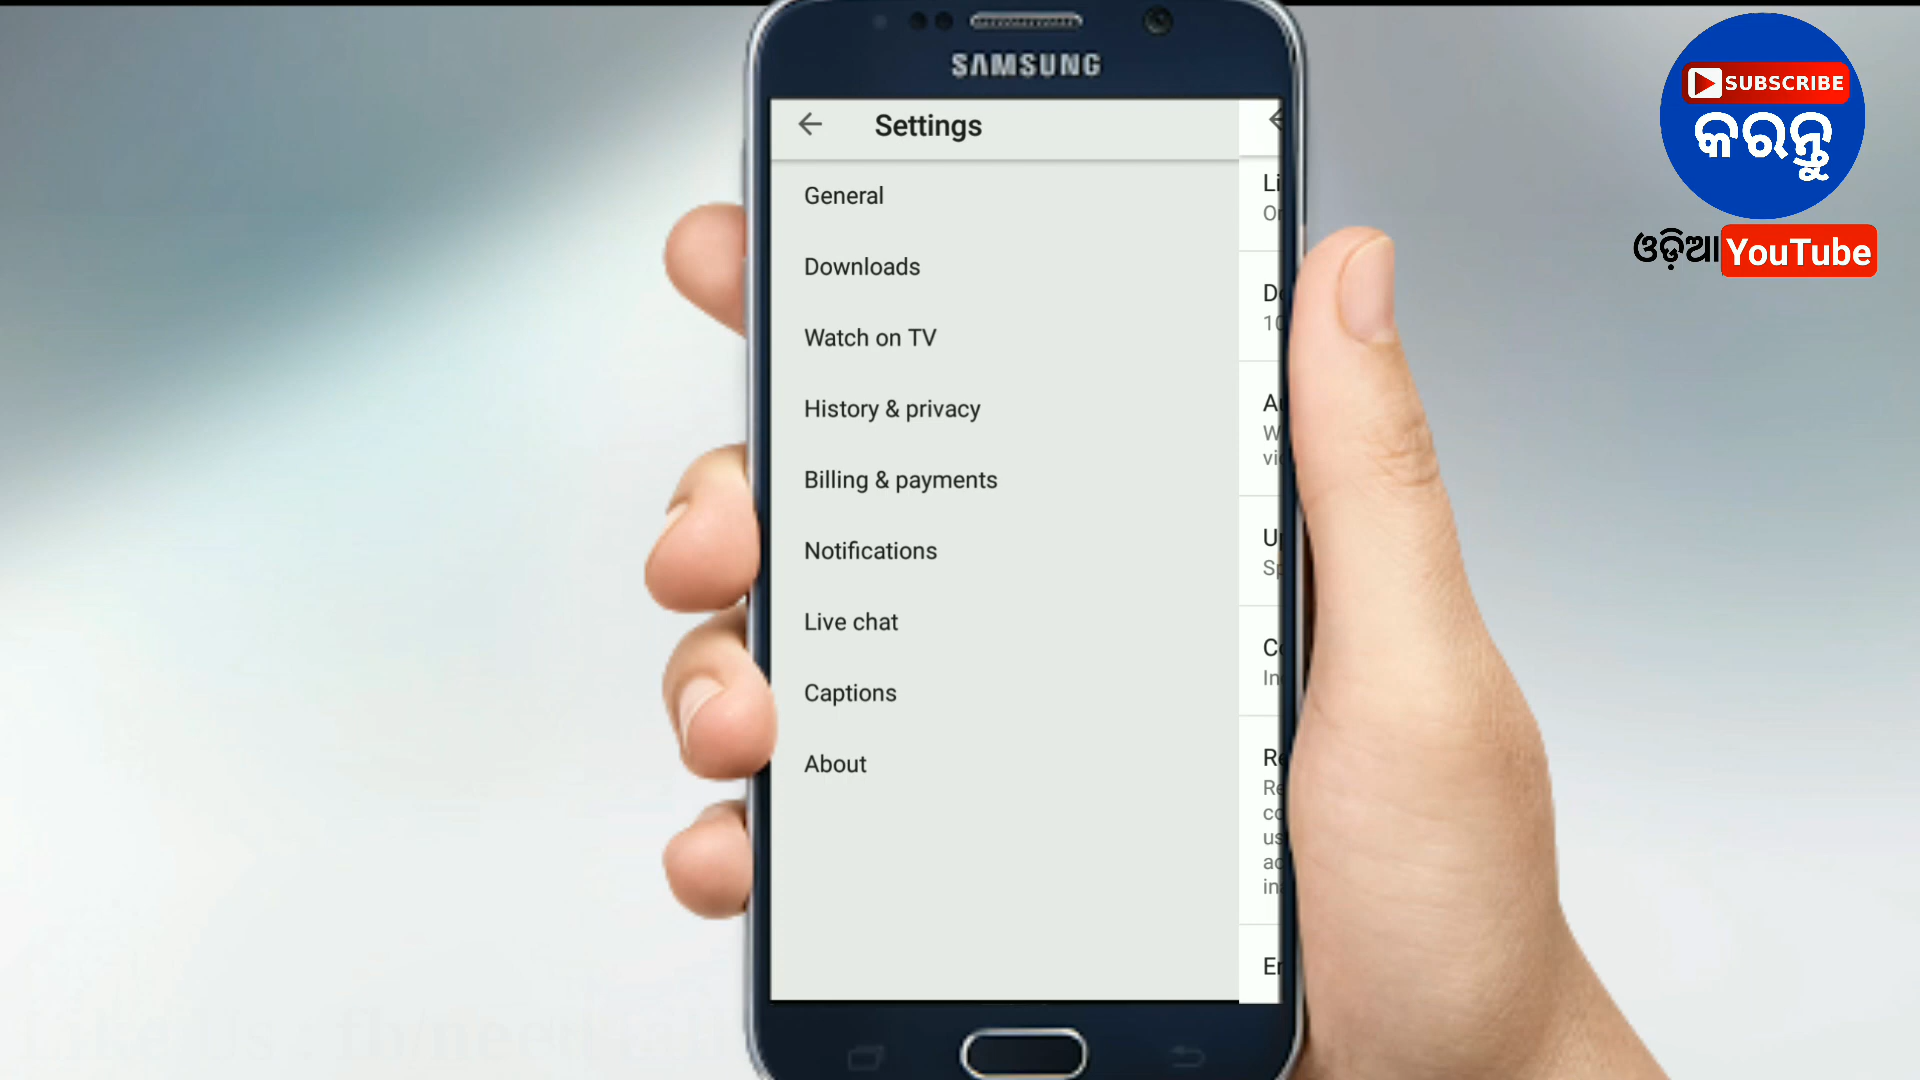 SAMSUNG
Settings
General
Downloads
Watch on TV
History & privacy
Billing & payments
Notifications
Live chat
Captions
About
SUBSCRIBE
କରନ୍ତୁ
ଓଡ଼ିଆ YouTube